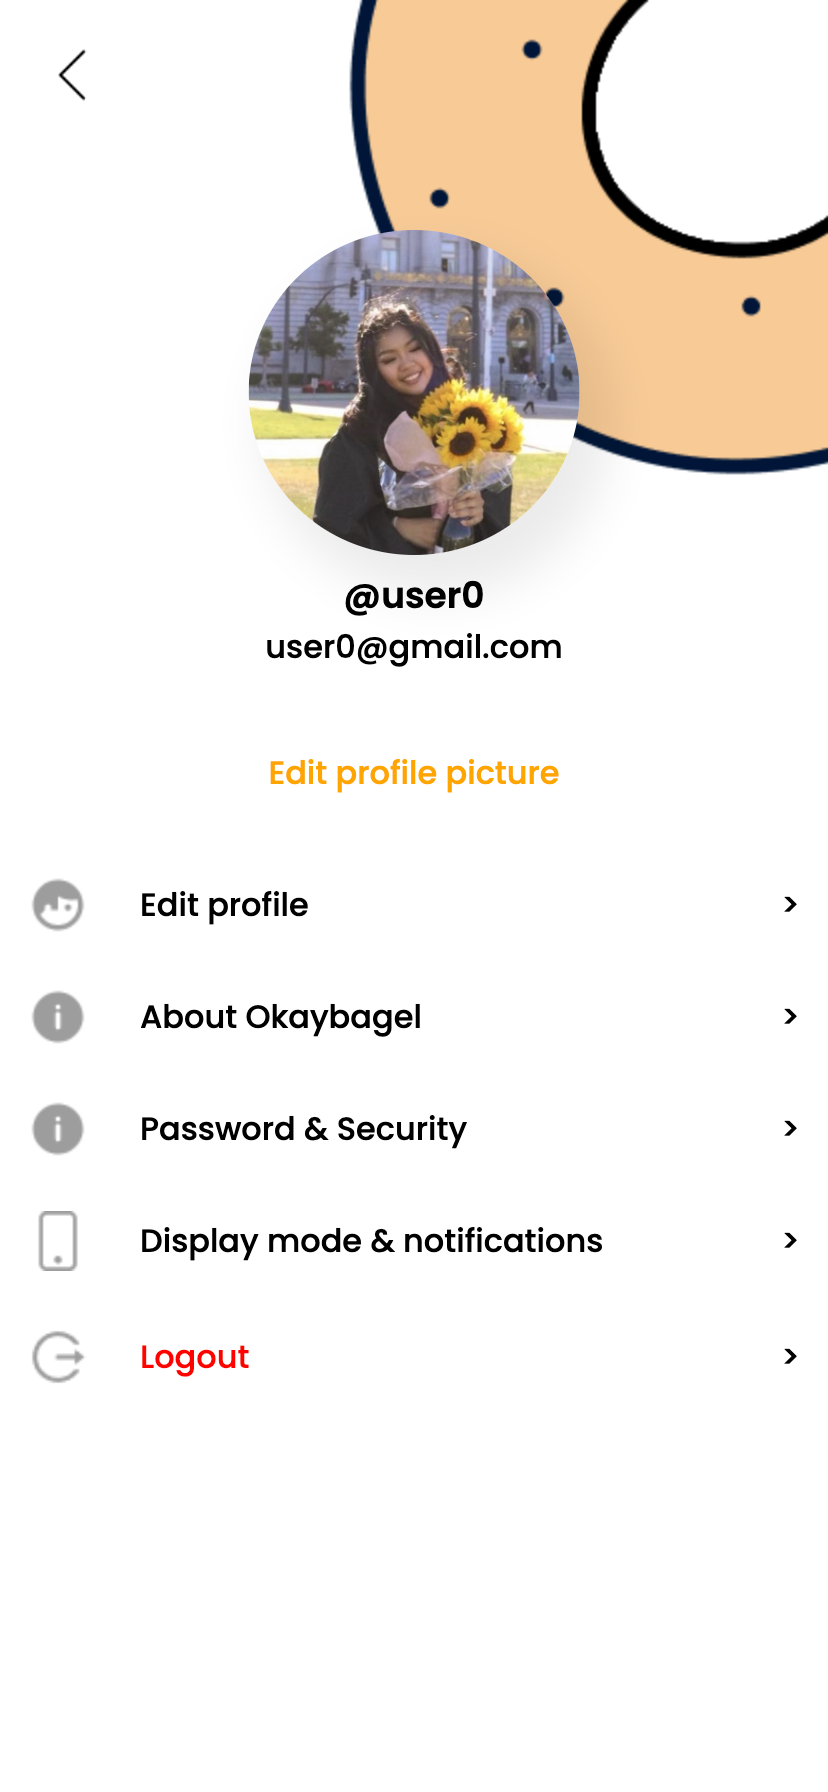 @user0
user0@gmail.com
Edit profile picture
Edit profile >
About Okaybagel >
Password & Security >
Display mode & notifications >
Logout >